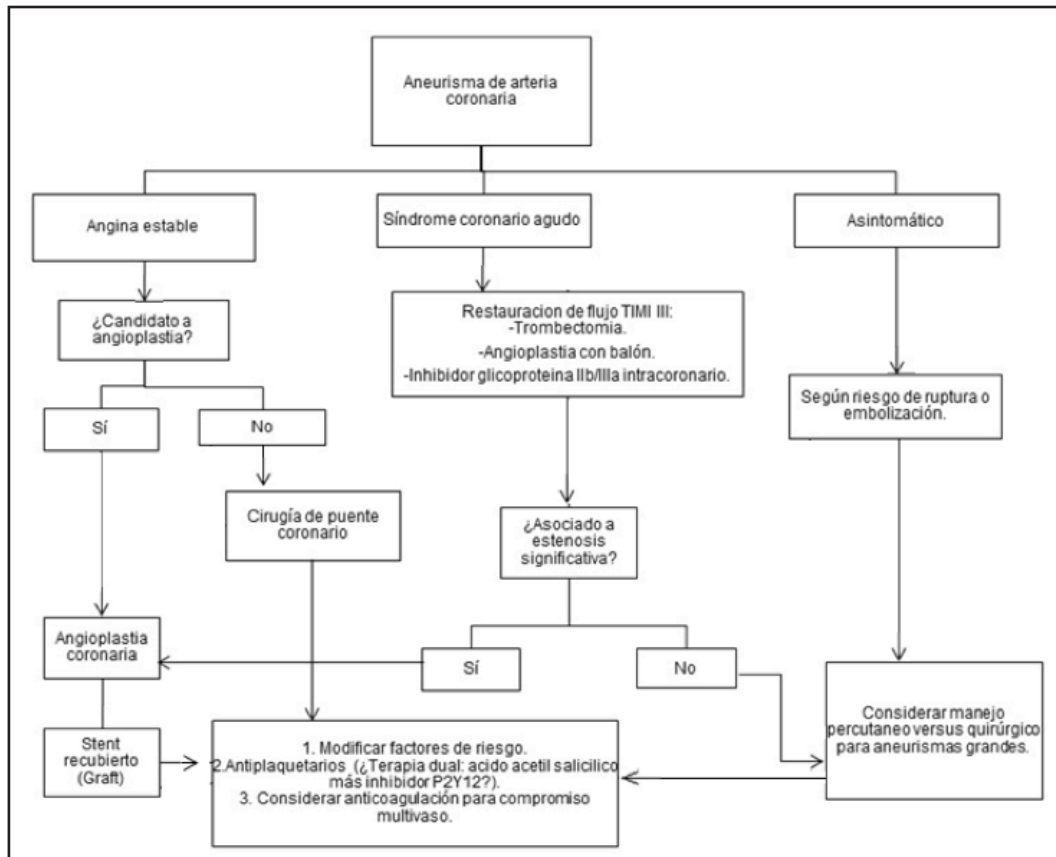 Aneurisma de arteria
coronaria
Angina estable
Síndrome coronario agudo
Asintomático
¿Candidato a
angioplastia?
Restauracion de flujo TIMI III:
-Trombectomia.
-Angioplastia con balón.
-Inhibidor glicoproteina IIb/IIIa intracoronario.
Según riesgo de ruptura o
embolización.
Sí
No
Cirugía de puente
coronario
¿Asociado a
estenosis
significativa?
Angioplastia
coronaria
Sí
No
Considerar manejo
percutaneo versus quirúrgico
para aneurismas grandes.
Stent
recubierto
(Graft)
1. Modificar factores de riesgo.
2.Antiplaquetarios (¿Terapia dual: acido acetil salicilico
más inhibidor P2Y12?).
3. Considerar anticoagulación para compromiso
multivaso.